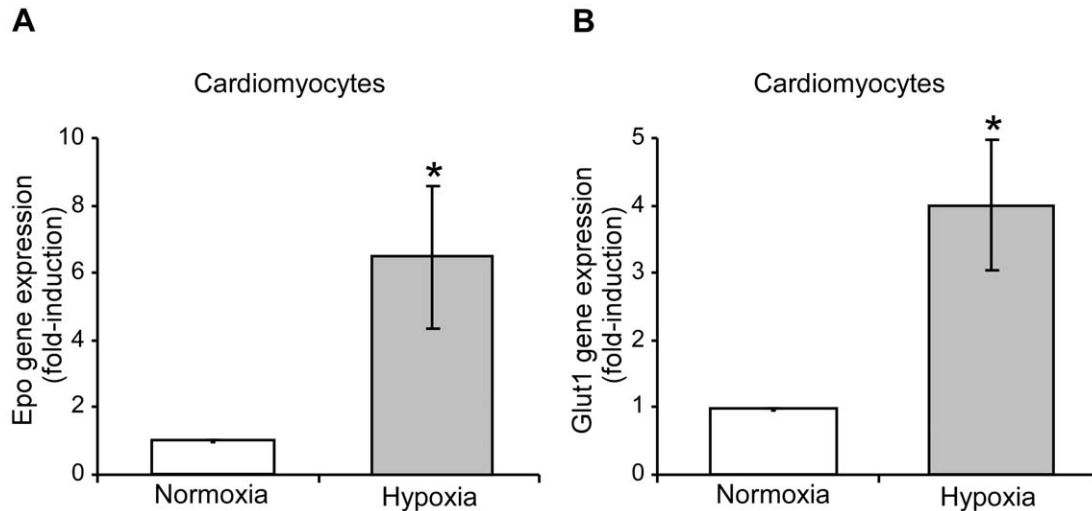 A
Cardiomyocytes
Epo gene expression
(fold-induction)
10
8
6
4
2
0
*
Normoxia
Hypoxia
B
Cardiomyocytes
Glut1 gene expression
(fold-induction)
5
4
3
2
1
0
*
Normoxia
Hypoxia